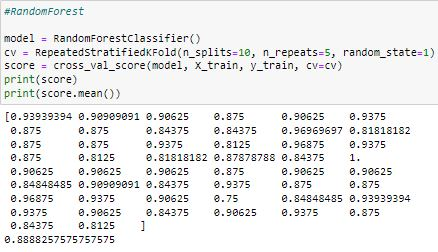 #RandomForest
model = RandomForestClassifier()
cv = RepeatedStratifiedKFold(n_splits=10, n_repeats=5, random_state=1)
score = cross_val_score(model, X_train, y_train, cv=cv)
print(score)
print(score.mean())
[0.93939394 0.90909091 0.90625 0.875 0.90625 0.9375
0.875 0.875 0.84375 0.84375 0.96969697 0.81818182
0.875 0.875 0.9375 0.8125 0.96875 0.9375
0.875 0.8125 0.81818182 0.87878788 0.84375 1.
0.90625 0.90625 0.90625 0.875 0.90625 0.90625
0.84848485 0.90909091 0.84375 0.9375 0.875 0.875
0.96875 0.9375 0.90625 0.75 0.84848485 0.93939394
0.9375 0.90625 0.84375 0.90625 0.9375 0.875
0.84375 0.8125 ]
0.8888257575757575